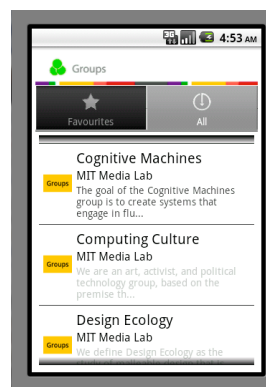 3G
4:53 AM
Groups
Favourites
All
Cognitive Machines
MIT Media Lab
Groups
The goal of the Cognitive Machines
group is to create systems that
engage in flu...
Computing Culture
MIT Media Lab
Groups
We are an art, activist, and political
technology group, based on the
premise th...
Design Ecology
MIT Media Lab
Groups
We define Design Ecology as the